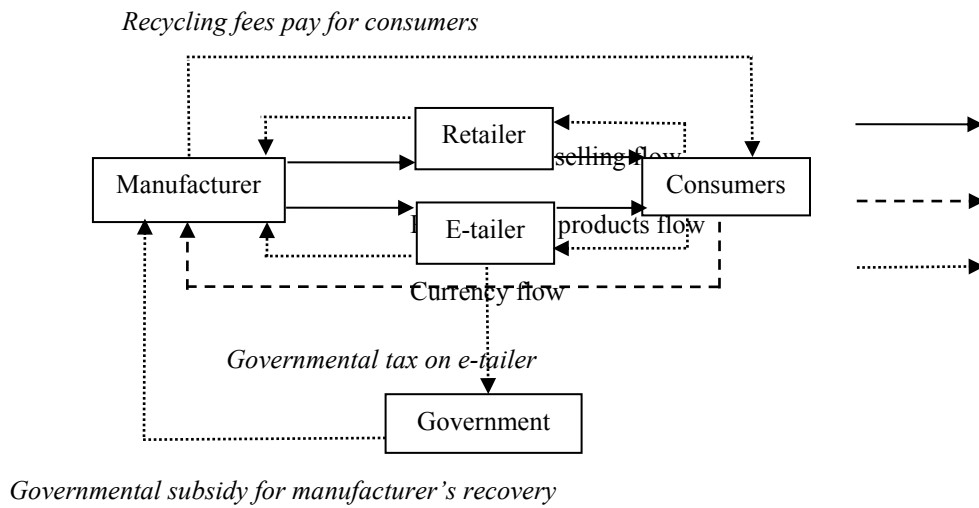 Recycling fees pay for consumers
Retailer
selling flow
Manufacturer
Consumers
E-tailer
products flow
Currency flow
Governmental tax on e-tailer
Government
Governmental subsidy for manufacturer’s recovery